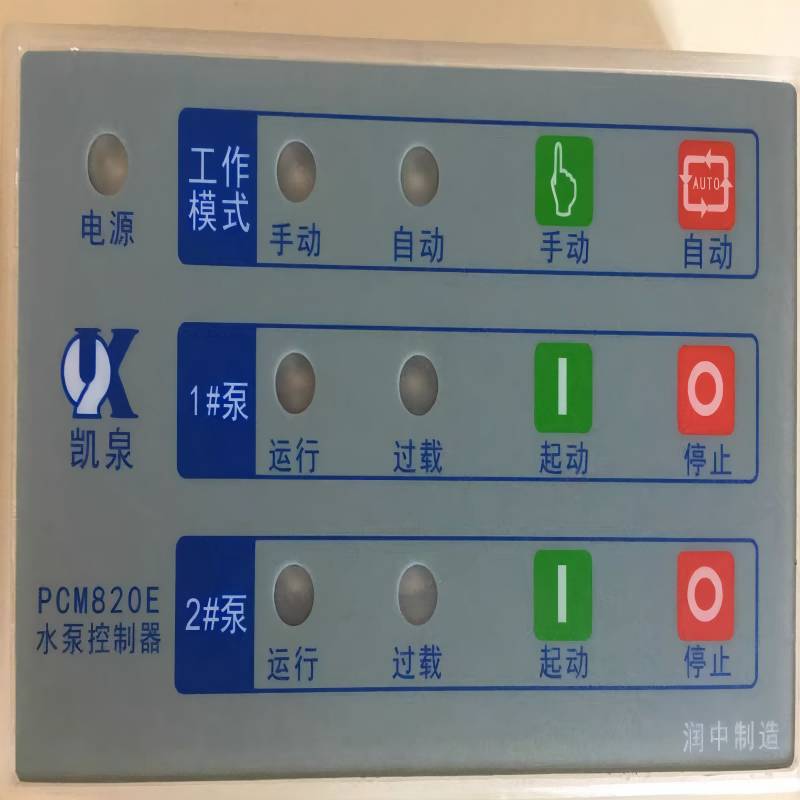 电源
工作
模式
手动
自动
手动
AUTO
自动
凯泉
1#泵
运行
过载
起动
停止
PCM820E
水泵控制器
2#泵
运行
过载
起动
停止
润中制造